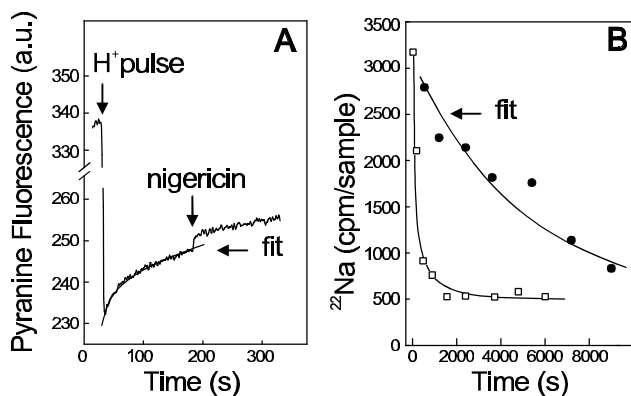 A
Pyranine Fluorescence (a.u.)
350
330
260
250
240
230
H⁺ pulse
nigericin
fit
0
100
200
300
Time (s)
B
²²Na (cpm/sample)
3500
3000
2500
2000
1500
1000
500
0
fit
0
2000
4000
6000
8000
Time (s)